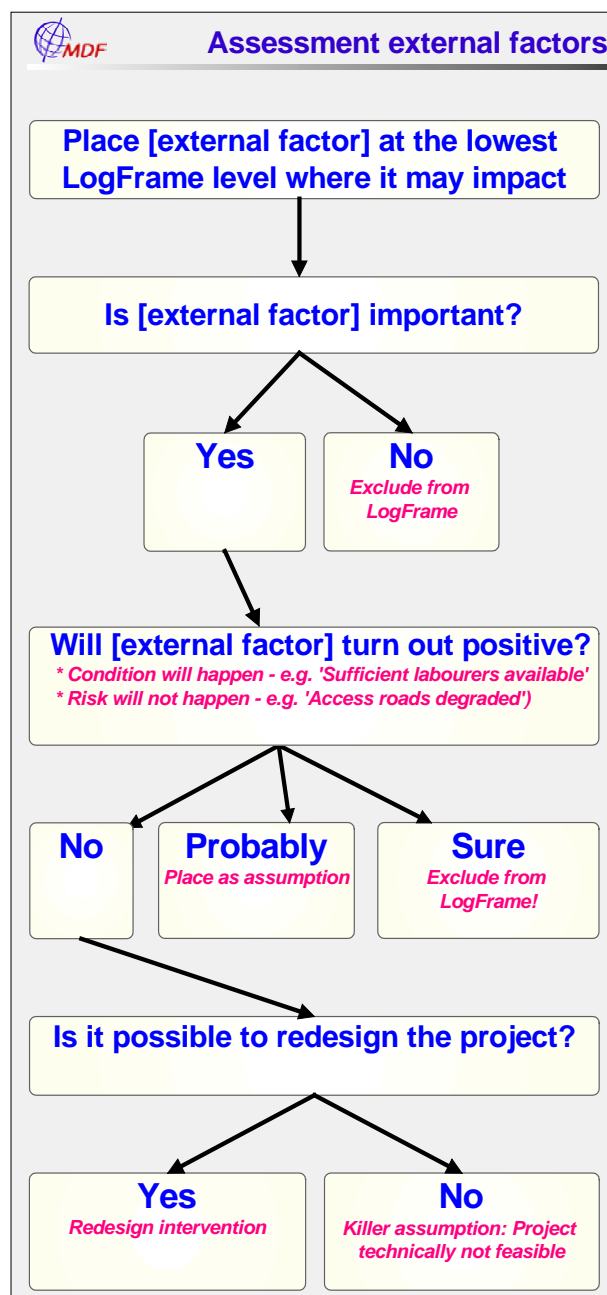 MDF
Assessment external factors
Place [external factor] at the lowest
LogFrame level where it may impact
Is [external factor] important?
Yes
No
Exclude from
LogFrame
Will [external factor] turn out positive?
* Condition will happen - e.g. 'Sufficient labourers available'
* Risk will not happen - e.g. 'Access roads degraded')
No
Probably
Place as assumption
Sure
Exclude from
LogFrame!
Is it possible to redesign the project?
Yes
Redesign intervention
No
Killer assumption: Project
technically not feasible